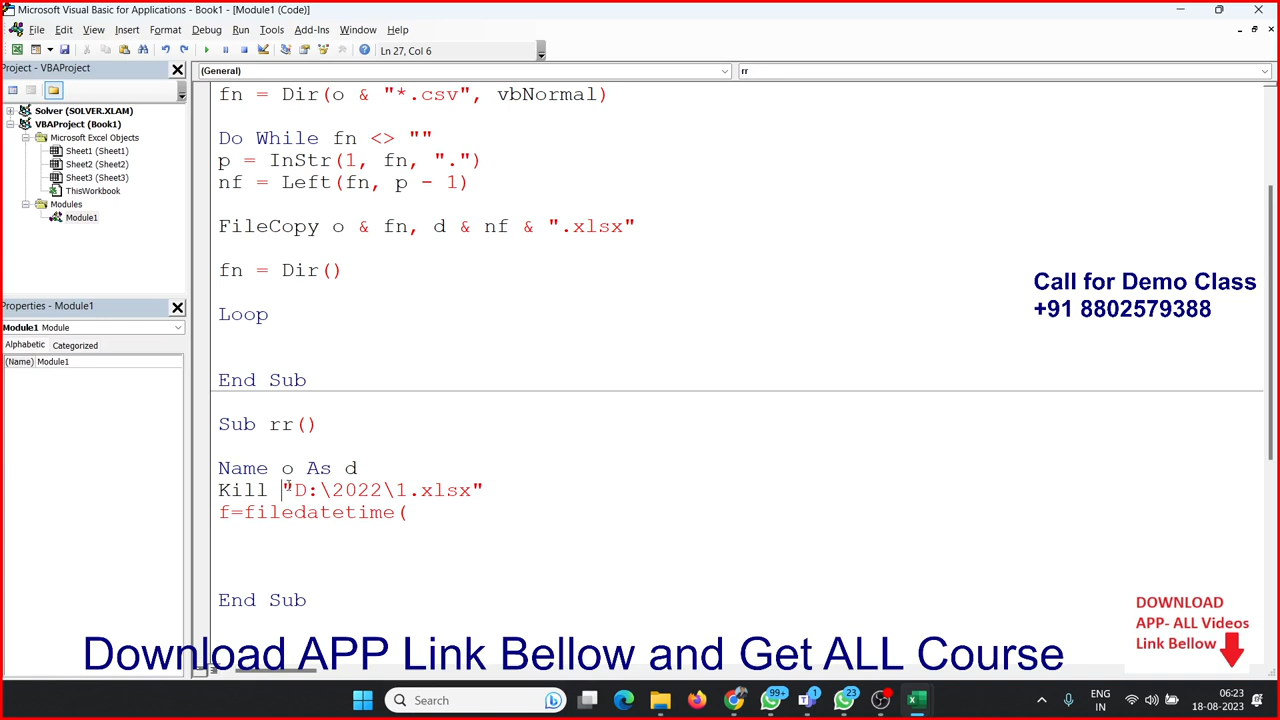 Microsoft Visual Basic for Applications - Book1 - [Module1 (Code)]
File Edit View Insert Format Debug Run Tools Add-Ins Window Help
Ln 27, Col 6
Project - VBAProject
(General)
rr
Solver (SOLVER.XLAM)
VBAProject (Book1)
Microsoft Excel Objects
Sheet1 (Sheet1)
Sheet2 (Sheet2)
Sheet3 (Sheet3)
ThisWorkbook
Modules
Module1
Properties - Module1
Module1 Module
Alphabetic Categorized
(Name) Module1
fn = Dir(o & "*.csv", vbNormal)
Do While fn <> ""
p = InStr(1, fn, ".")
nf = Left(fn, p - 1)
FileCopy o & fn, d & nf & ".xlsx"
fn = Dir()
Loop
End Sub
Sub rr()
Name o As d
Kill "D:\2022\1.xlsx"
f=filedatetime(
End Sub
Call for Demo Class
+91 8802579388
DOWNLOAD
APP- ALL Videos
Link Bellow
Download APP Link Bellow and Get ALL Course
Search
99+
1
23
ENG
IN
06:23
18-08-2023